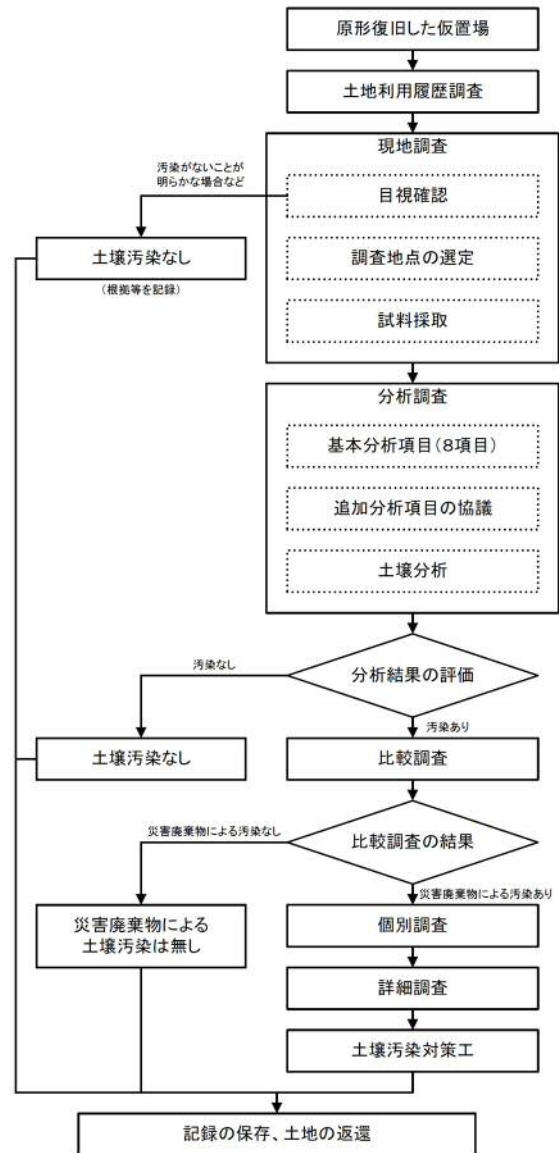 原形復旧した仮置場
土地利用履歴調査
現地調査
汚染がないことが
明らかな場合など
目視確認
土壌汚染なし
(根拠等を記録)
調査地点の選定
試料採取
分析調査
基本分析項目(8項目)
追加分析項目の協議
土壌分析
汚染なし
分析結果の評価
汚染あり
土壌汚染なし
比較調査
災害廃棄物による汚染なし
比較調査の結果
災害廃棄物による汚染あり
災害廃棄物による
土壌汚染は無し
個別調査
詳細調査
土壌汚染対策工
記録の保存、土地の返還